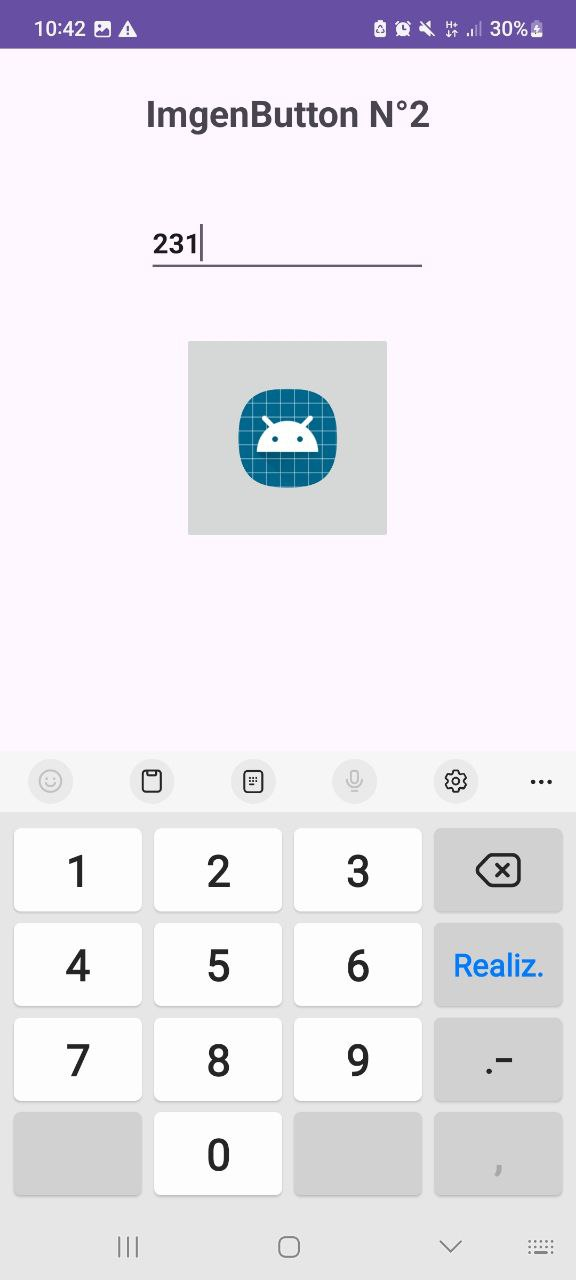 10:42 30%
ImgenButton N°2
231
1 2 3
4 5 6 Realiz.
7 8 9 .-
0 ,